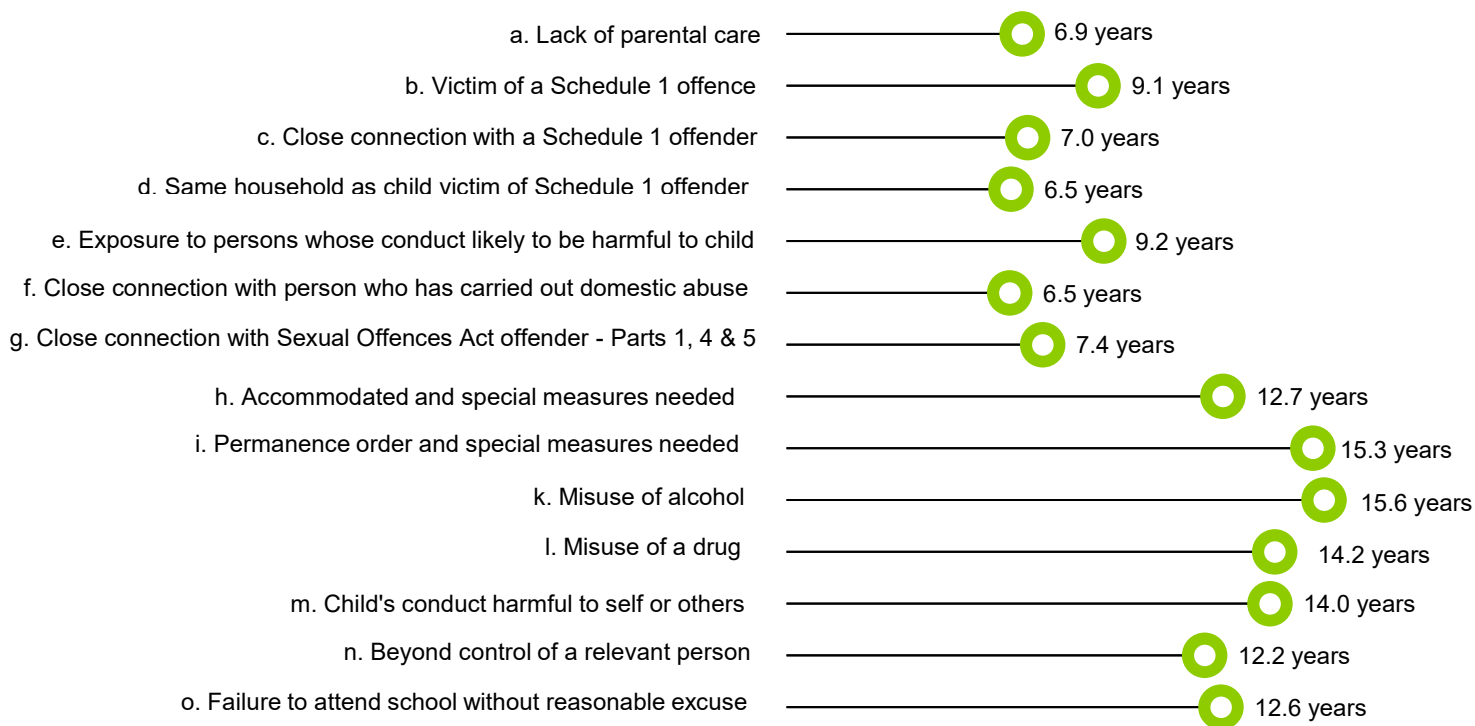 a. Lack of parental care 6.9 years
b. Victim of a Schedule 1 offence 9.1 years
c. Close connection with a Schedule 1 offender 7.0 years
d. Same household as child victim of Schedule 1 offender 6.5 years
e. Exposure to persons whose conduct likely to be harmful to child 9.2 years
f. Close connection with person who has carried out domestic abuse 6.5 years
g. Close connection with Sexual Offences Act offender - Parts 1, 4 & 5 7.4 years
h. Accommodated and special measures needed 12.7 years
i. Permanence order and special measures needed 15.3 years
k. Misuse of alcohol 15.6 years
l. Misuse of a drug 14.2 years
m. Child's conduct harmful to self or others 14.0 years
n. Beyond control of a relevant person 12.2 years
o. Failure to attend school without reasonable excuse 12.6 years